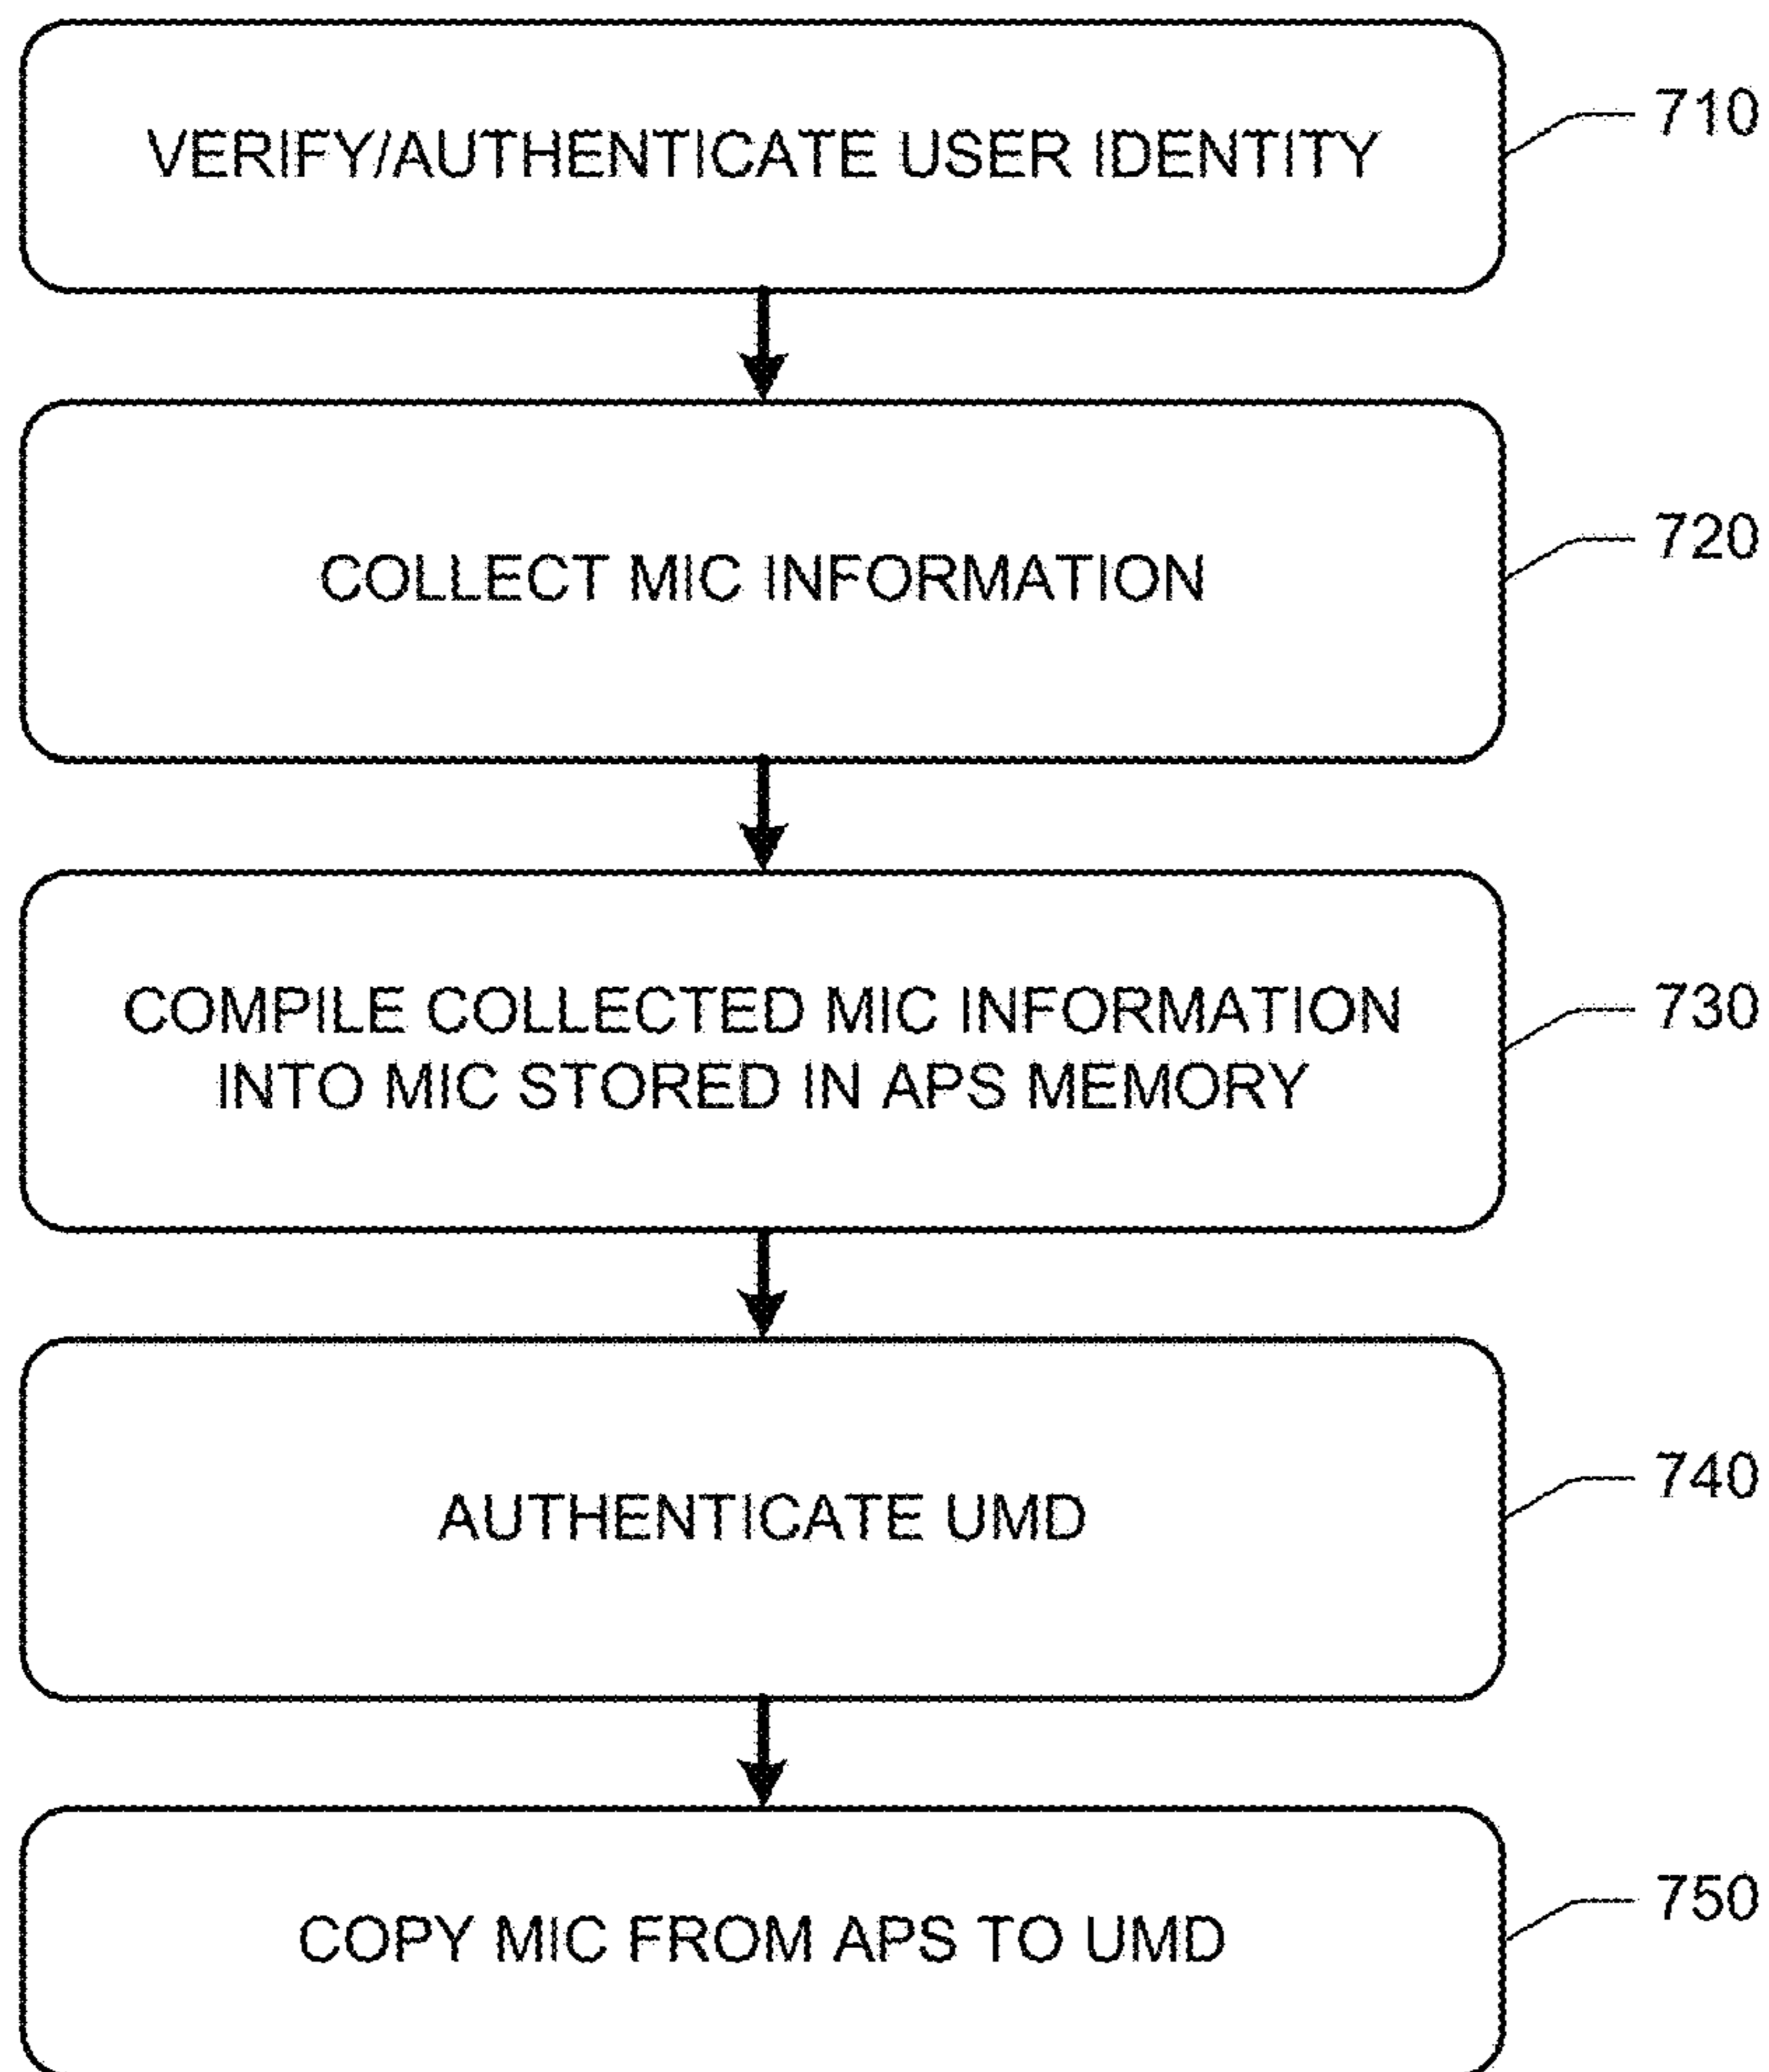 VERIFY/AUTHENTICATE USER IDENTITY
710
COLLECT MIC INFORMATION
720
COMPILE COLLECTED MIC INFORMATION
INTO MIC STORED IN APS MEMORY
730
AUTHENTICATE UMD
740
COPY MIC FROM APS TO UMD
750